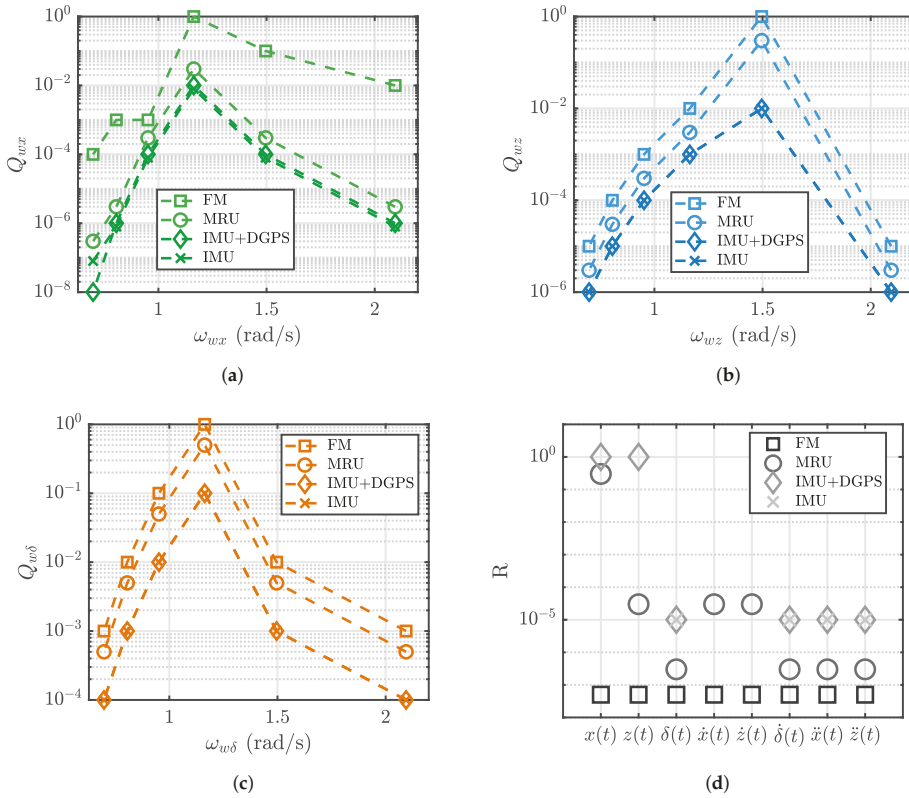 10^0
10^-2
10^-4
10^-6
10^-8
Q_wx
FM
MRU
IMU+DGPS
IMU
1 1.5 2
ω_wx (rad/s)
(a)
10^0
10^-2
10^-4
10^-6
Q_wz
FM
MRU
IMU+DGPS
IMU
1 1.5 2
ω_wz (rad/s)
(b)
10^0
10^-1
10^-2
10^-3
10^-4
Q_wδ
FM
MRU
IMU+DGPS
IMU
1 1.5 2
ω_wδ (rad/s)
(c)
10^0
10^-5
R
FM
MRU
IMU+DGPS
IMU
x(t) z(t) δ(t) ẋ(t) ż(t) δ̇(t) ẍ(t) z̈(t)
(d)